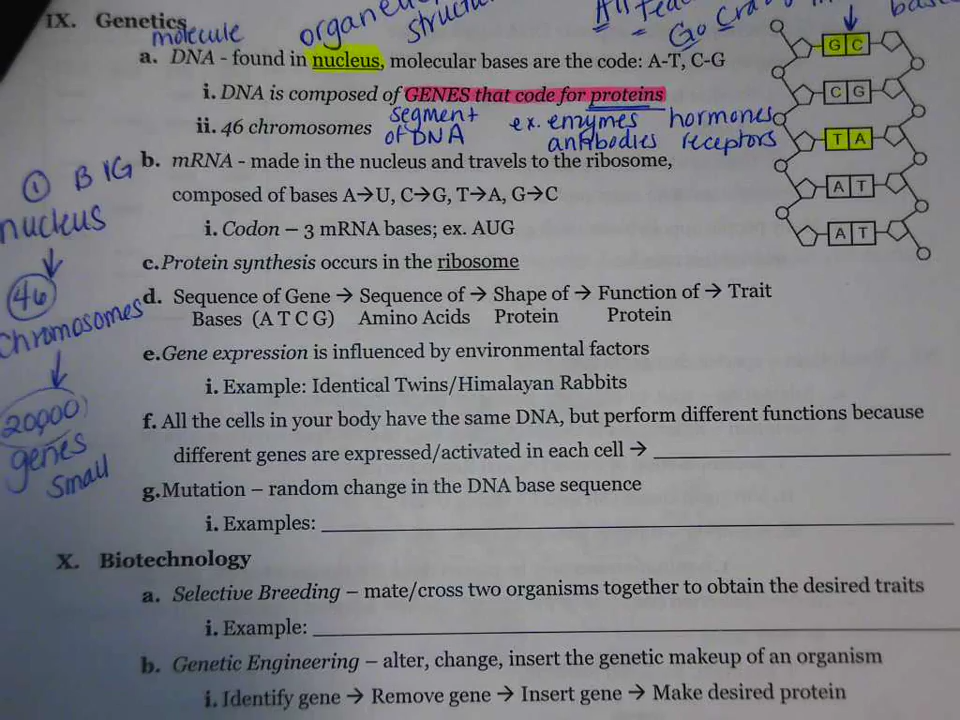 IX. Genetics
molecule
a. DNA - found in nucleus, molecular bases are the code: A-T, C-G
G C
i. DNA is composed of GENES that code for proteins
C G
segment of DNA
ex. enzymes hormones
antibodies receptors
ii. 46 chromosomes
T A
b. mRNA - made in the nucleus and travels to the ribosome,
composed of bases A→U, C→G, T→A, G→C
A T
i. Codon – 3 mRNA bases; ex. AUG
A T
① BIG
nucleus
46
Chromosomes
20,000
genes
small
c. Protein synthesis occurs in the ribosome
d. Sequence of Gene → Sequence of → Shape of → Function of → Trait
Bases (A T C G) Amino Acids Protein Protein
e. Gene expression is influenced by environmental factors
i. Example: Identical Twins/Himalayan Rabbits
f. All the cells in your body have the same DNA, but perform different functions because
different genes are expressed/activated in each cell →
g. Mutation – random change in the DNA base sequence
i. Examples:
X. Biotechnology
a. Selective Breeding – mate/cross two organisms together to obtain the desired traits
i. Example:
b. Genetic Engineering – alter, change, insert the genetic makeup of an organism
i. Identify gene → Remove gene → Insert gene → Make desired protein